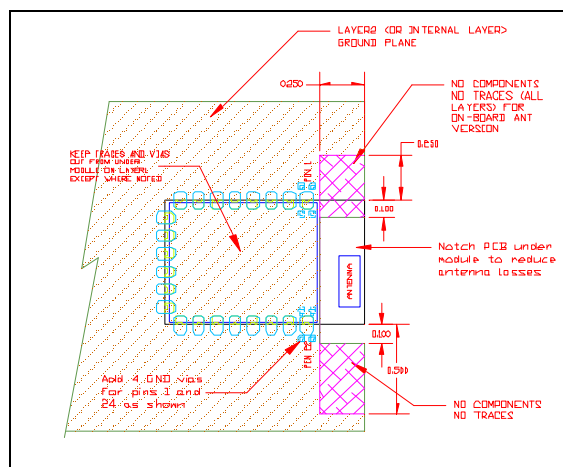 LAYER2 (OR INTERNAL LAYER)
GROUND PLANE
0.250
NO COMPONENTS
NO TRACES (ALL
LAYERS) FOR
ON-BOARD ANT
VERSION
0.250
KEEP TRACES AND VIAS
OUT FROM UNDER
MODULE ON LAYER1
EXCEPT WHERE NOTED
PIN 1
0.100
Notch PCB under
module to reduce
antenna losses
ANTENNA
0.100
0.500
PIN 24
Add 4 GND vias
for pins 1 and
24 as shown
NO COMPONENTS
NO TRACES